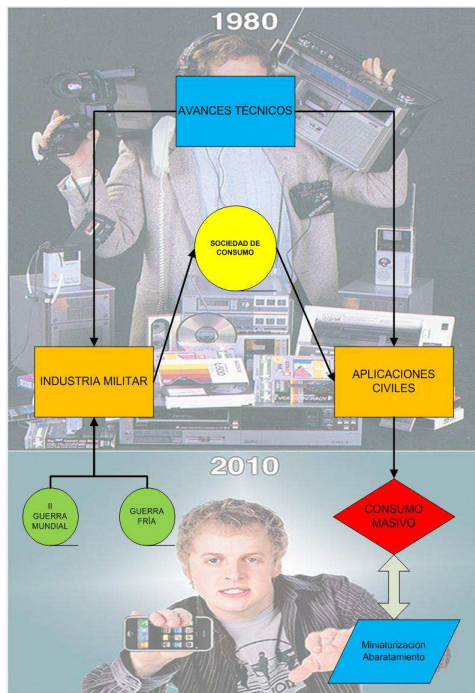 1980
AVANCES TÉCNICOS
SOCIEDAD DE
CONSUMO
INDUSTRIA MILITAR
APLICACIONES
CIVILES
2010
II
GUERRA
MUNDIAL
GUERRA
FRÍA
CONSUMO
MASIVO
Miniaturización
Abaratamiento